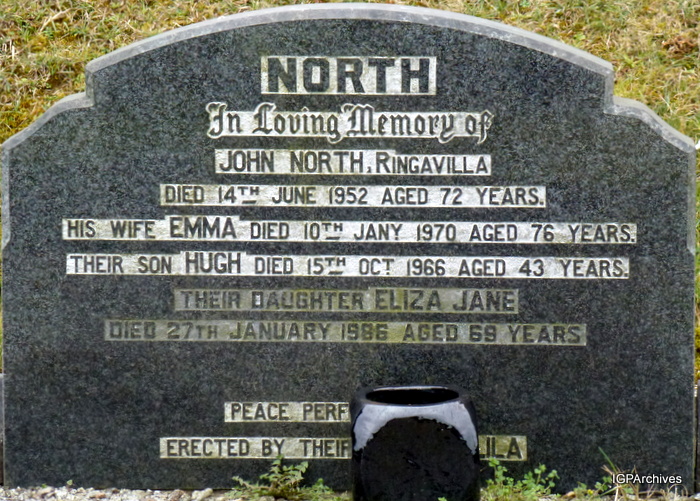 NORTH
In Loving Memory of
JOHN NORTH, RINGAVILLA
DIED 14TH JUNE 1952 AGED 72 YEARS.
HIS WIFE EMMA DIED 10TH JANY 1970 AGED 76 YEARS.
THEIR SON HUGH DIED 15TH OCT 1966 AGED 43 YEARS.
THEIR DAUGHTER ELIZA JANE
DIED 27TH JANUARY 1986 AGED 69 YEARS
PEACE
ERECTED BY THEIR
IGPArchives